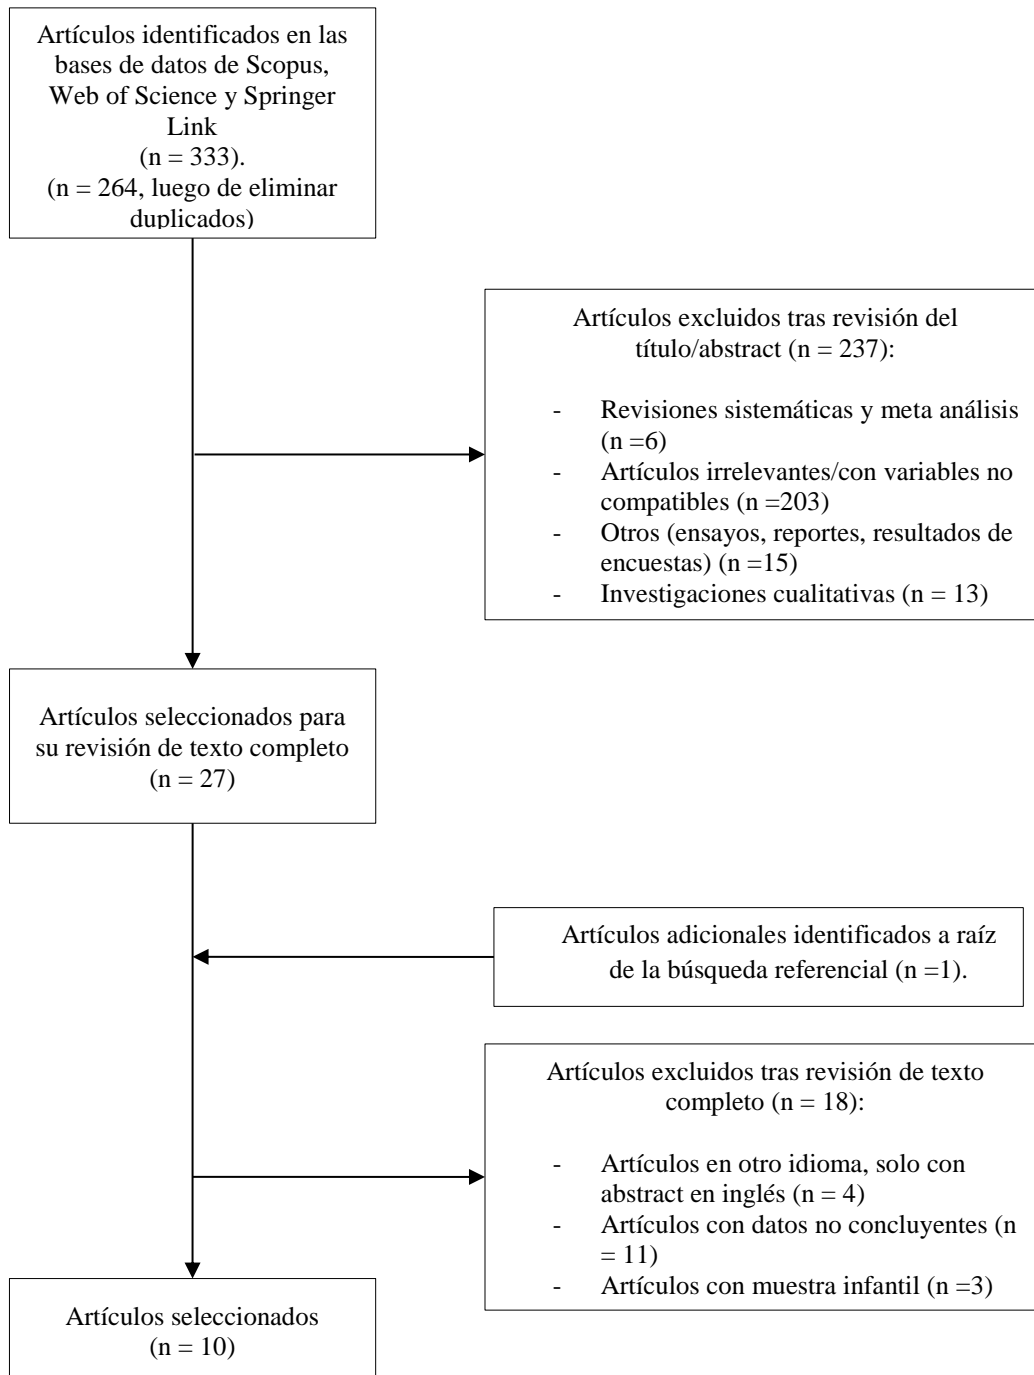 Artículos identificados en las
bases de datos de Scopus,
Web of Science y Springer
Link
(n = 333).
(n = 264, luego de eliminar
duplicados)
Artículos excluidos tras revisión del
título/abstract (n = 237):
- Revisiones sistemáticas y meta análisis
(n =6)
- Artículos irrelevantes/con variables no
compatibles (n =203)
- Otros (ensayos, reportes, resultados de
encuestas) (n =15)
- Investigaciones cualitativas (n = 13)
Artículos seleccionados para
su revisión de texto completo
(n = 27)
Artículos adicionales identificados a raíz
de la búsqueda referencial (n =1).
Artículos excluidos tras revisión de texto
completo (n = 18):
- Artículos en otro idioma, solo con
abstract en inglés (n = 4)
- Artículos con datos no concluyentes (n
= 11)
- Artículos con muestra infantil (n =3)
Artículos seleccionados
(n = 10)